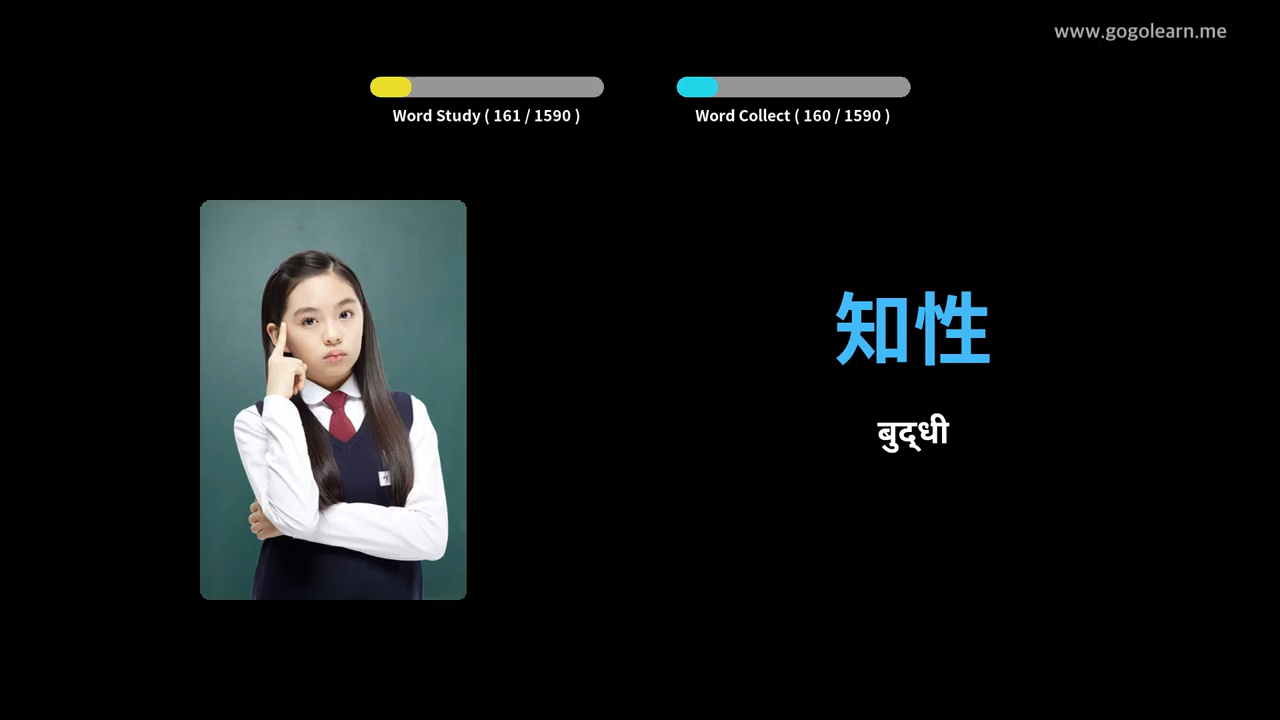 www.gogolearn.me
Word Study ( 161 / 1590 )
Word Collect ( 160 / 1590 )
知性
बुद्‌धी